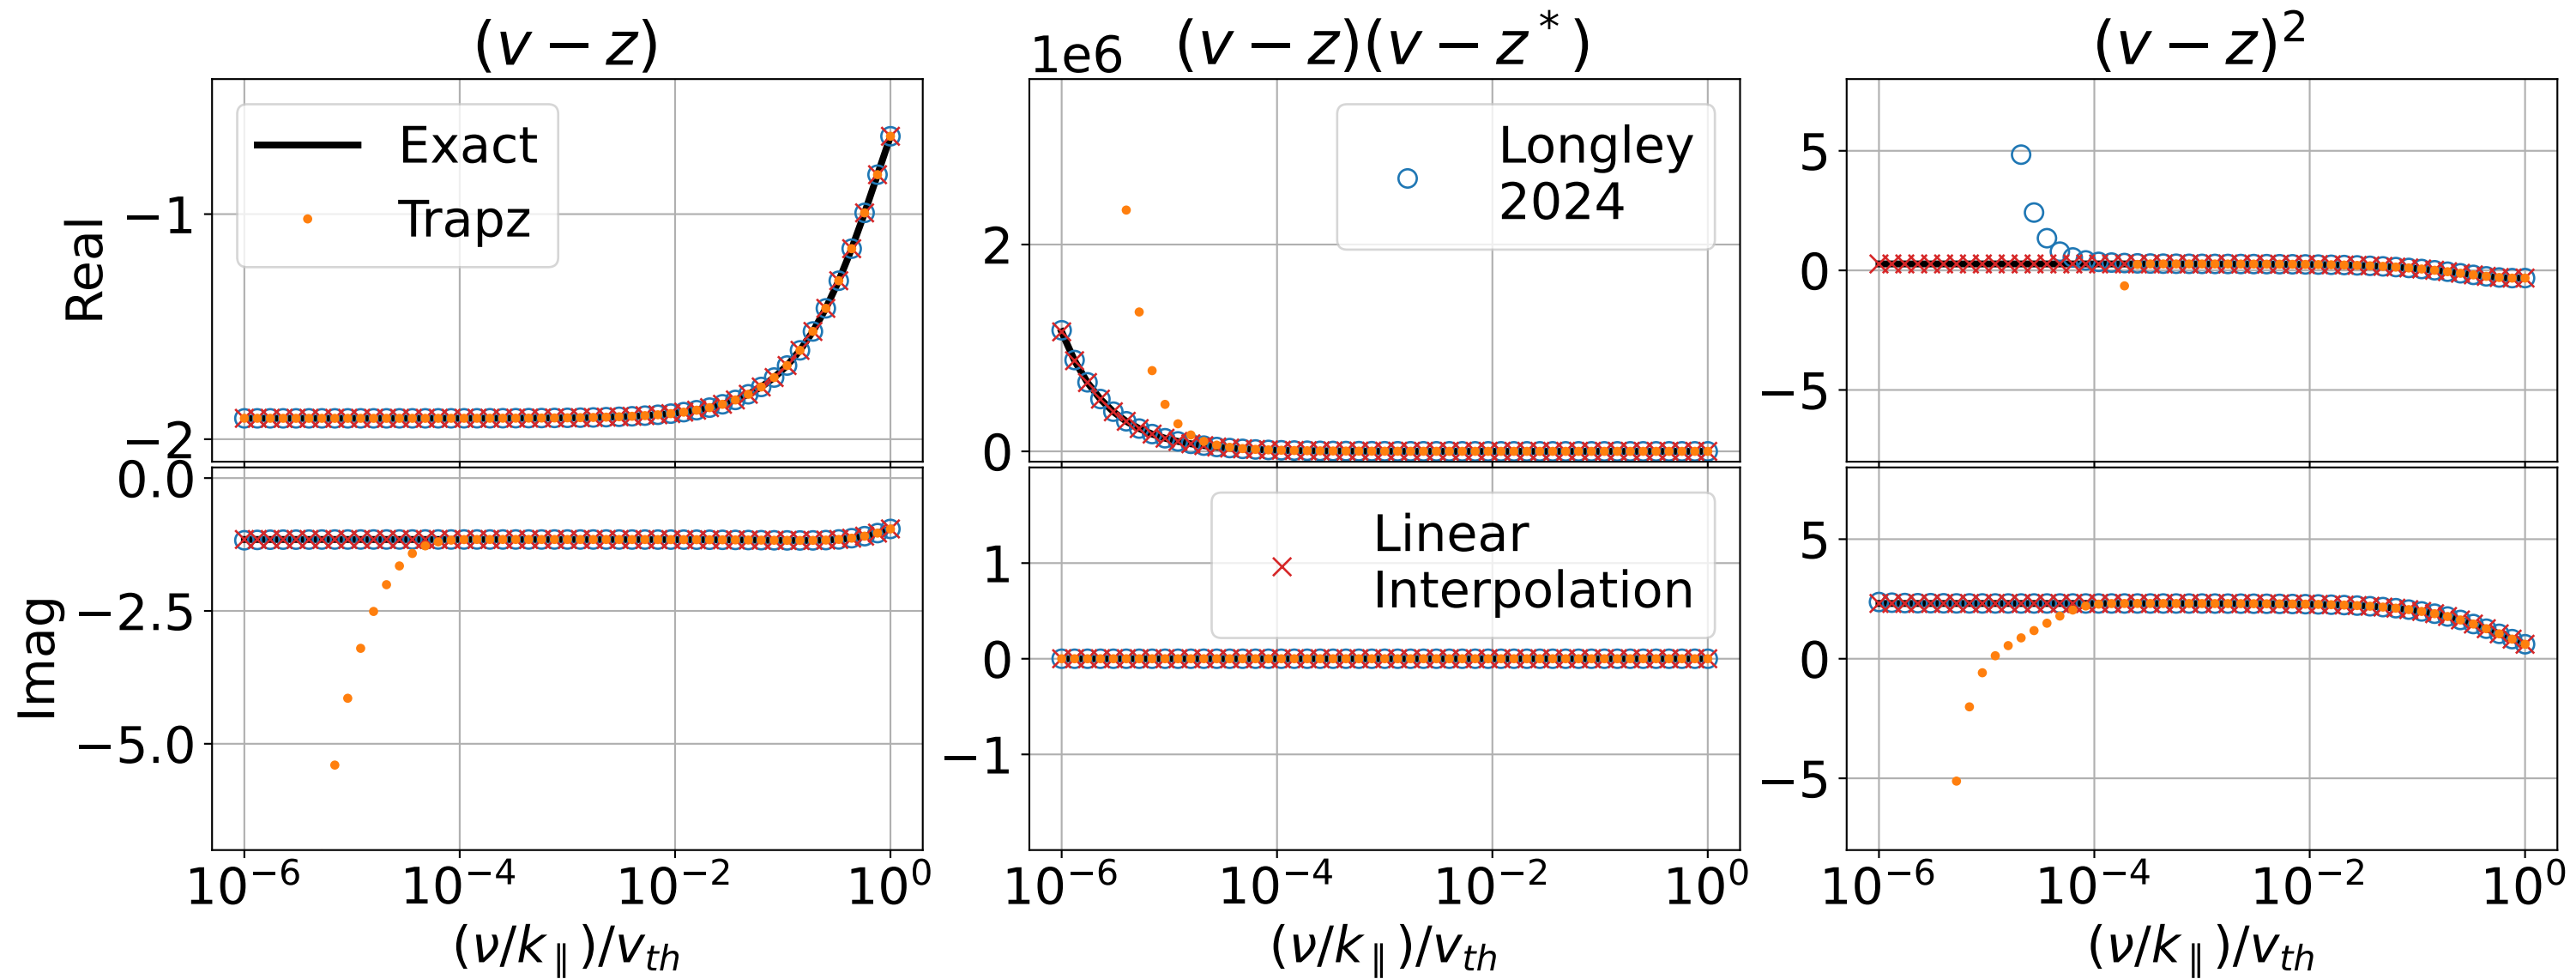 (v − z)
1e6 (v − z)(v − z*)
(v − z)²
Real
−1
−2
Exact
Trapz
2
0
Longley
2024
5
0
−5
Imag
0.0
−2.5
−5.0
1
0
−1
Linear
Interpolation
5
0
−5
10⁻⁶ 10⁻⁴ 10⁻² 10⁰
10⁻⁶ 10⁻⁴ 10⁻² 10⁰
10⁻⁶ 10⁻⁴ 10⁻² 10⁰
(ν/k∥)/vth
(ν/k∥)/vth
(ν/k∥)/vth